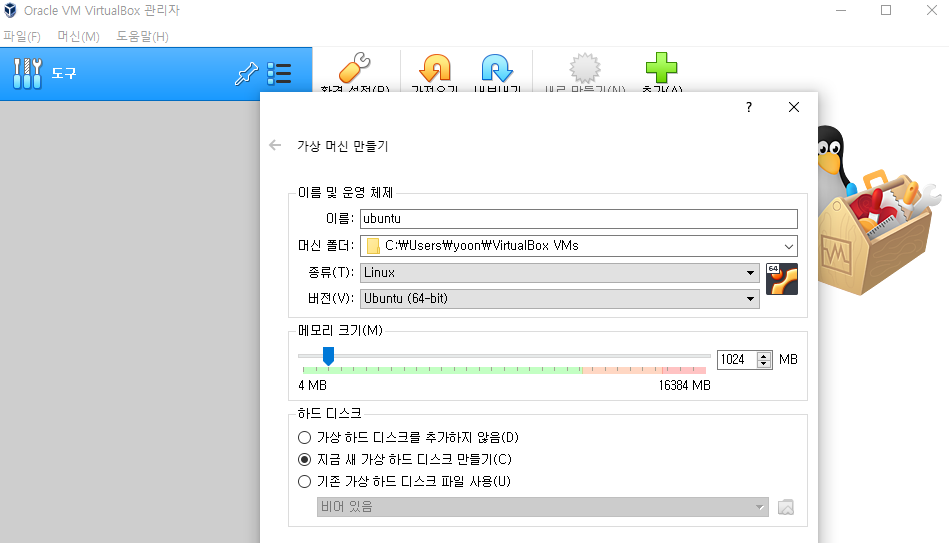 Oracle VM VirtualBox 관리자
파일(F) 머신(M) 도움말(H)
도구
환경 설정(P) 가져오기 내보내기 새로 만들기(N) 추가(A)
?
가상 머신 만들기
이름 및 운영 체제
이름: ubuntu
머신 폴더: C:₩Users₩yoon₩VirtualBox VMs
종류(T): Linux
64
버전(V): Ubuntu (64-bit)
메모리 크기(M)
1024 MB
4 MB 16384 MB
하드 디스크
가상 하드 디스크를 추가하지 않음(D)
지금 새 가상 하드 디스크 만들기(C)
기존 가상 하드 디스크 파일 사용(U)
비어 있음